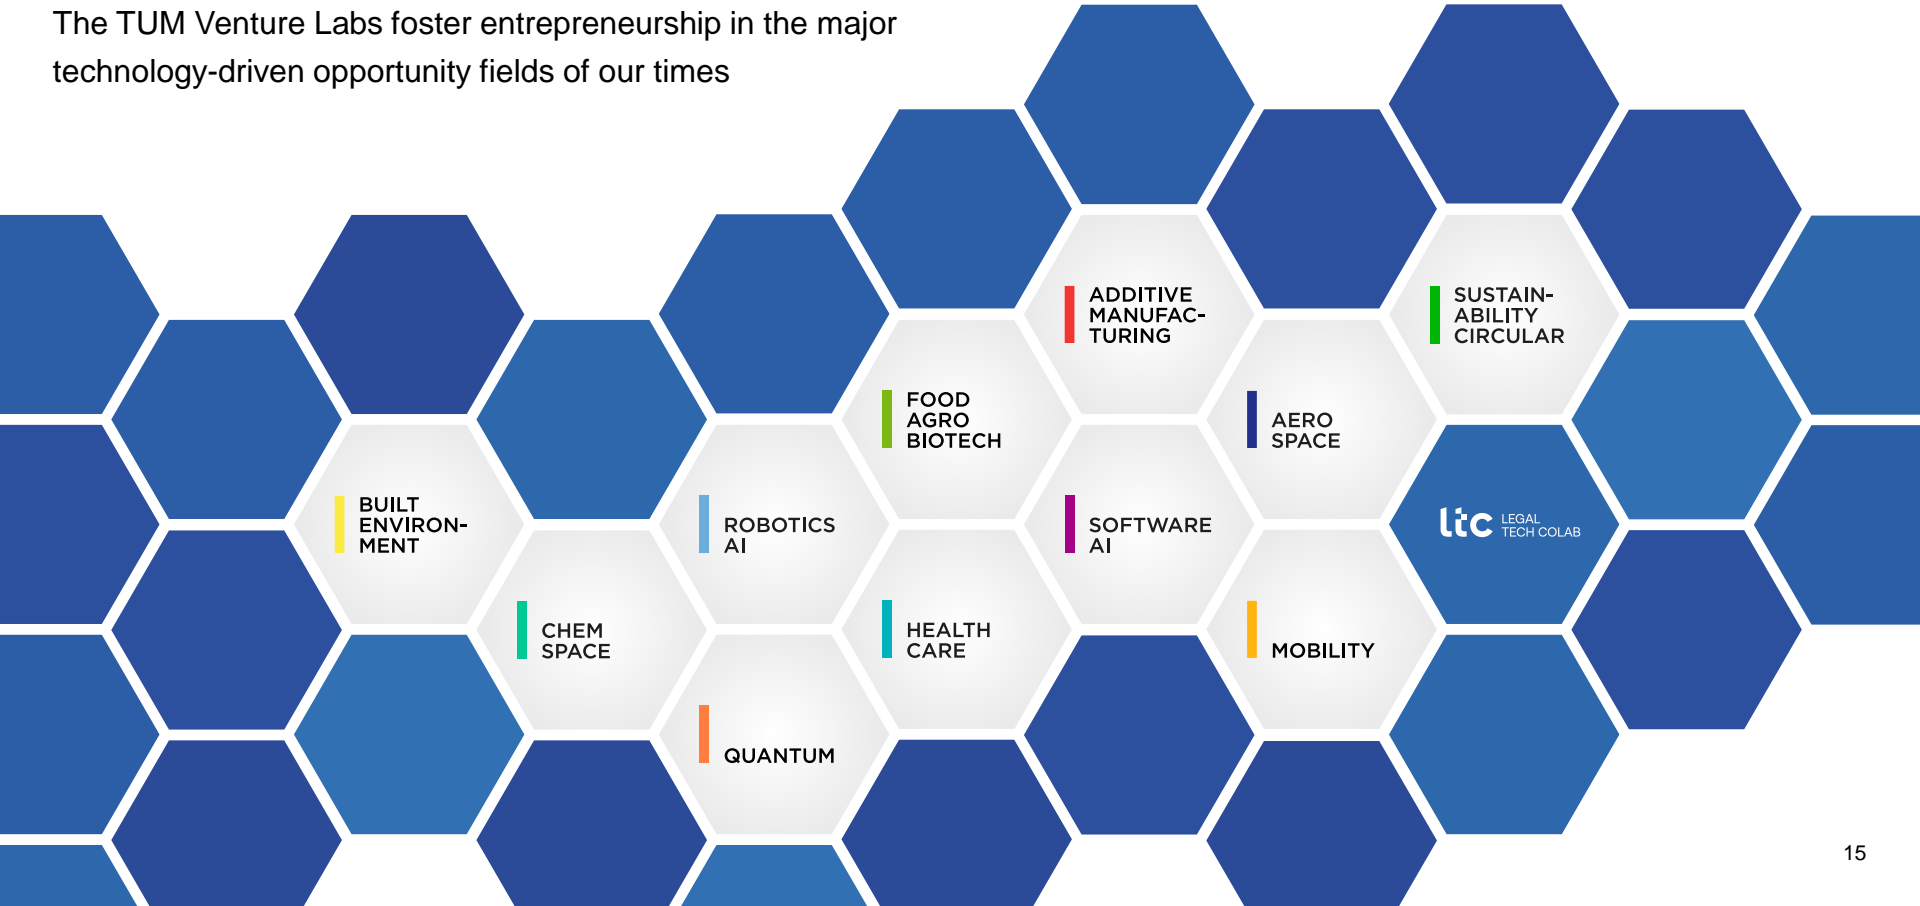 The TUM Venture Labs foster entrepreneurship in the major
technology-driven opportunity fields of our times
ADDITIVE
MANUFAC-
TURING
SUSTAIN-
ABILITY
CIRCULAR
FOOD
AGRO
BIOTECH
AERO
SPACE
BUILT
ENVIRON-
MENT
ROBOTICS
AI
SOFTWARE
AI
ltc LEGAL
TECH COLAB
CHEM
SPACE
HEALTH
CARE
MOBILITY
QUANTUM
15